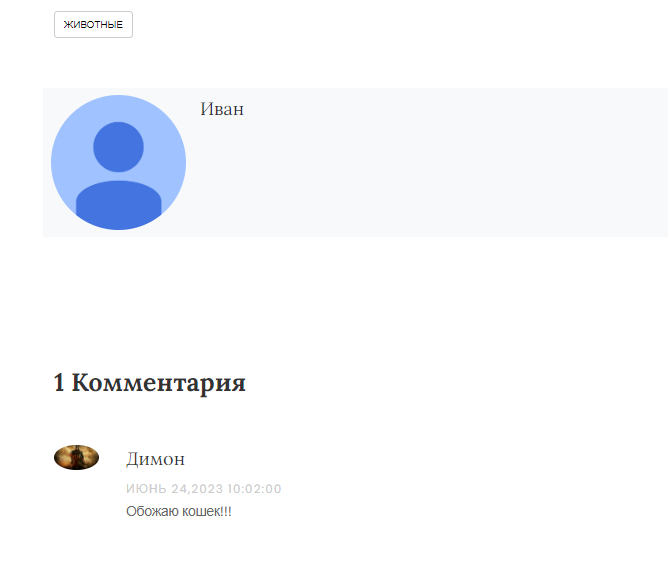 ЖИВОТНЫЕ
Иван
1 Комментария
Димон
ИЮНЬ 24,2023 10:02:00
Обожаю кошек!!!